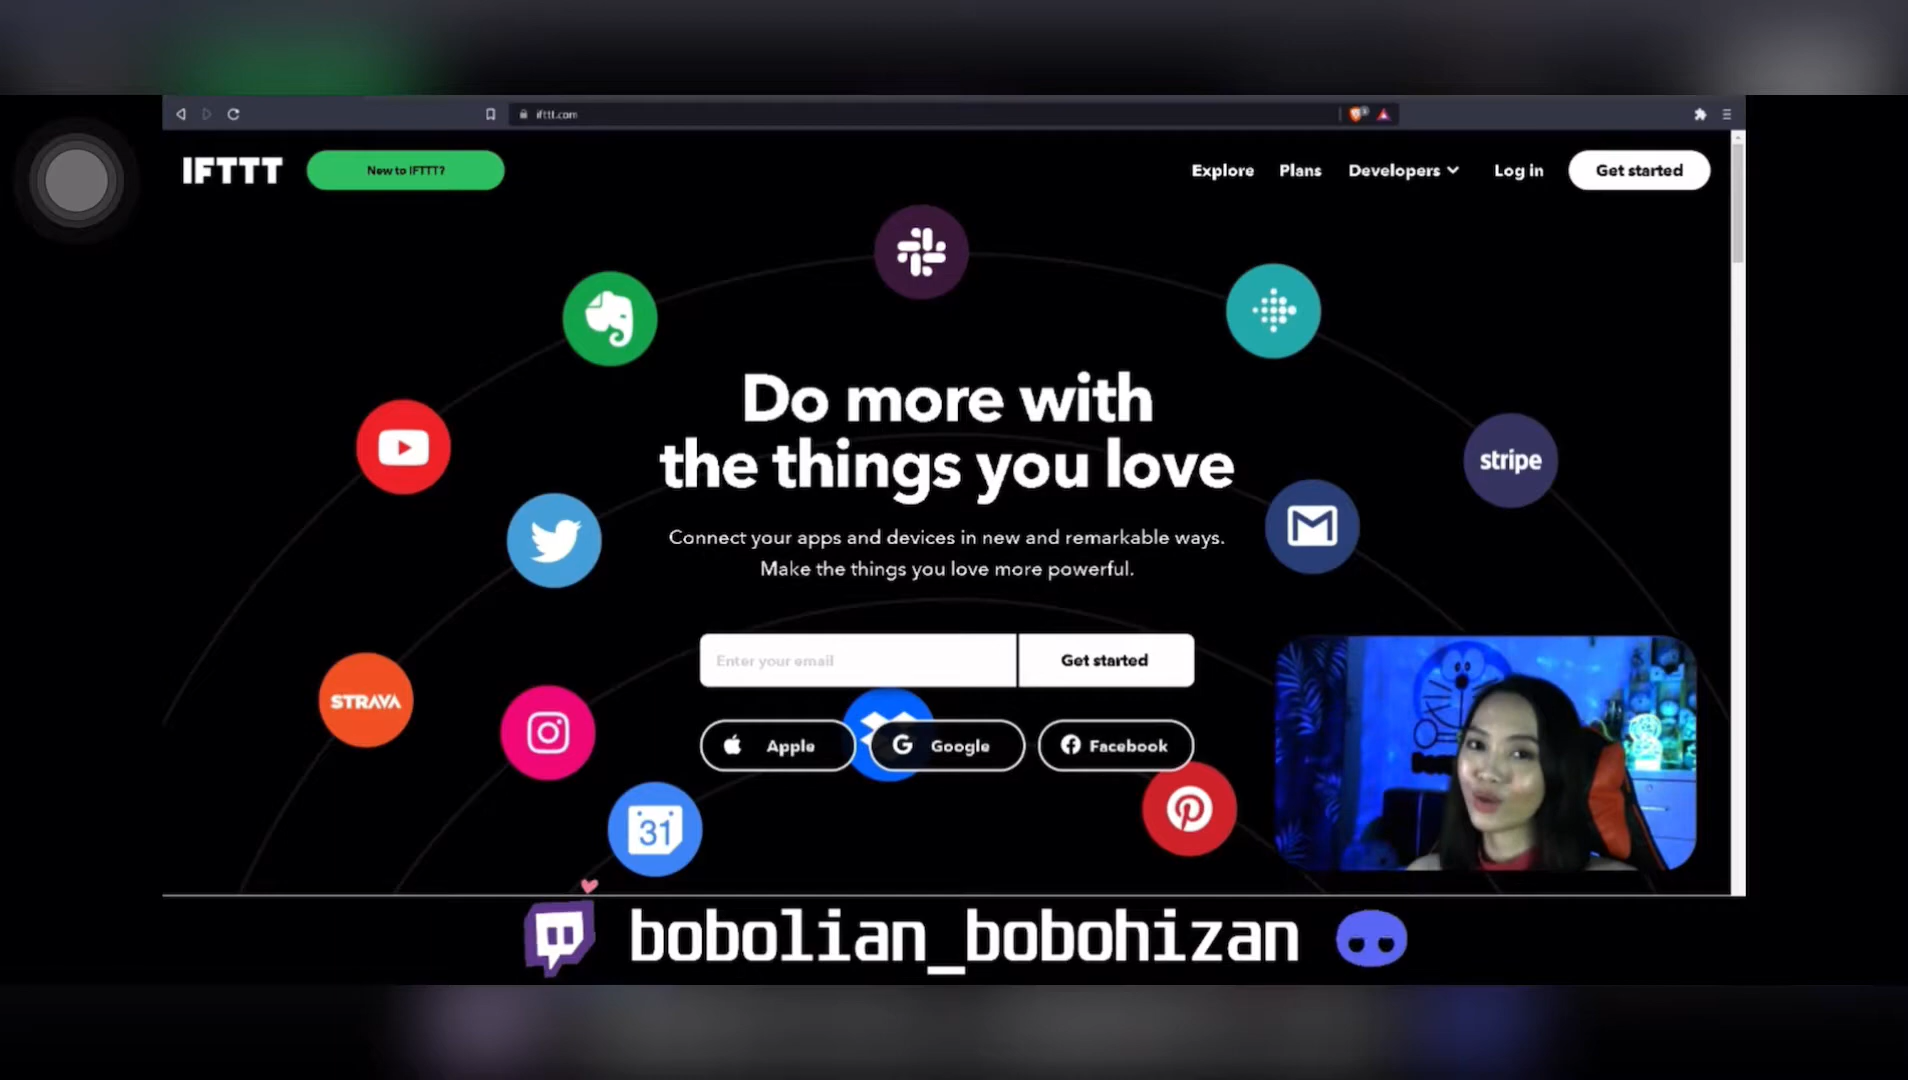 ifttt.com
IFTTT
New to IFTTT?
Explore
Plans
Developers
Log in
Get started
stripe
Do more with
the things you love
Connect your apps and devices in new and remarkable ways.
Make the things you love more powerful.
Enter your email
Get started
STRAVA
Apple
G Google
Facebook
31
bobolian_bobohizan